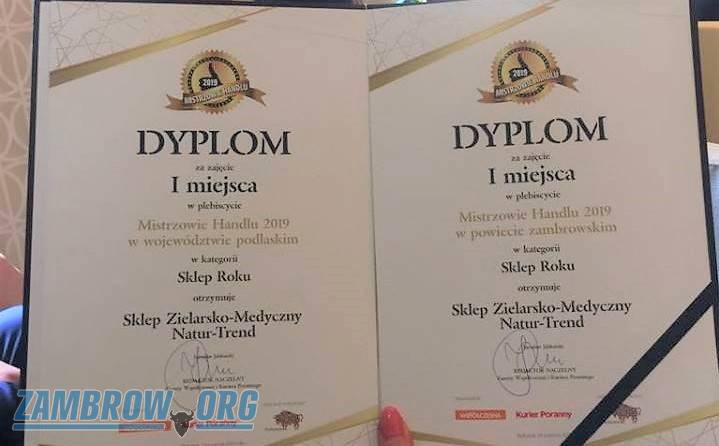 2019
MISTRZOWIE HANDLU
DYPLOM
za zajęcie
I miejsca
w plebiscycie
Mistrzowie Handlu 2019
w województwie podlaskim
w kategorii
Sklep Roku
otrzymuje
Sklep Zielarsko-Medyczny
Natur-Trend
REDAKTOR NACZELNY
2019
MISTRZOWIE HANDLU
DYPLOM
za zajęcie
I miejsca
w plebiscycie
Mistrzowie Handlu 2019
w powiecie zambrowskim
w kategorii
Sklep Roku
otrzymuje
Sklep Zielarsko-Medyczny
Natur-Trend
REDAKTOR NACZELNY
WSPÓŁCZESNA
Kurier Poranny
ZAMBROW.ORG